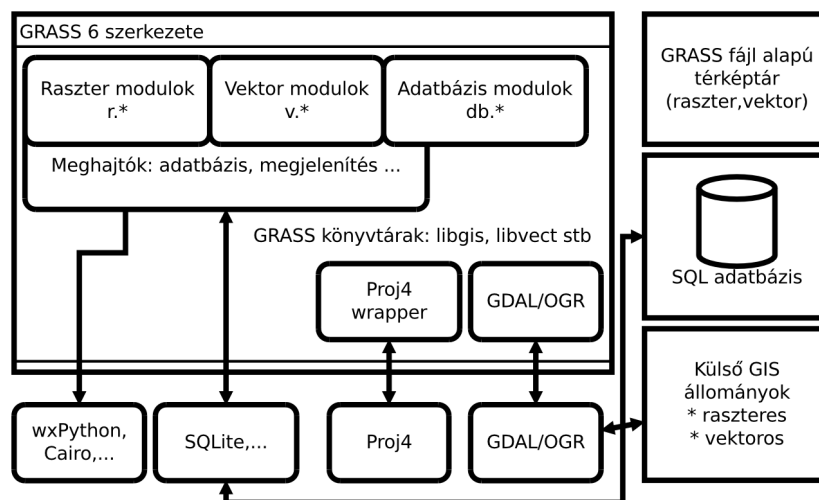 GRASS 6 szerkezete
Raszter modulok
r.*
Vektor modulok
v.*
Adatbázis modulok
db.*
Meghajtók: adatbázis, megjelenítés ...
GRASS könyvtárak: libgis, libvect stb
Proj4
wrapper
GDAL/OGR
wxPython,
Cairo,...
SQLite,...
Proj4
GDAL/OGR
GRASS fájl alapú
térképtár
(raszter,vektor)
SQL adatbázis
Külső GIS
állományok
* raszteres
* vektoros